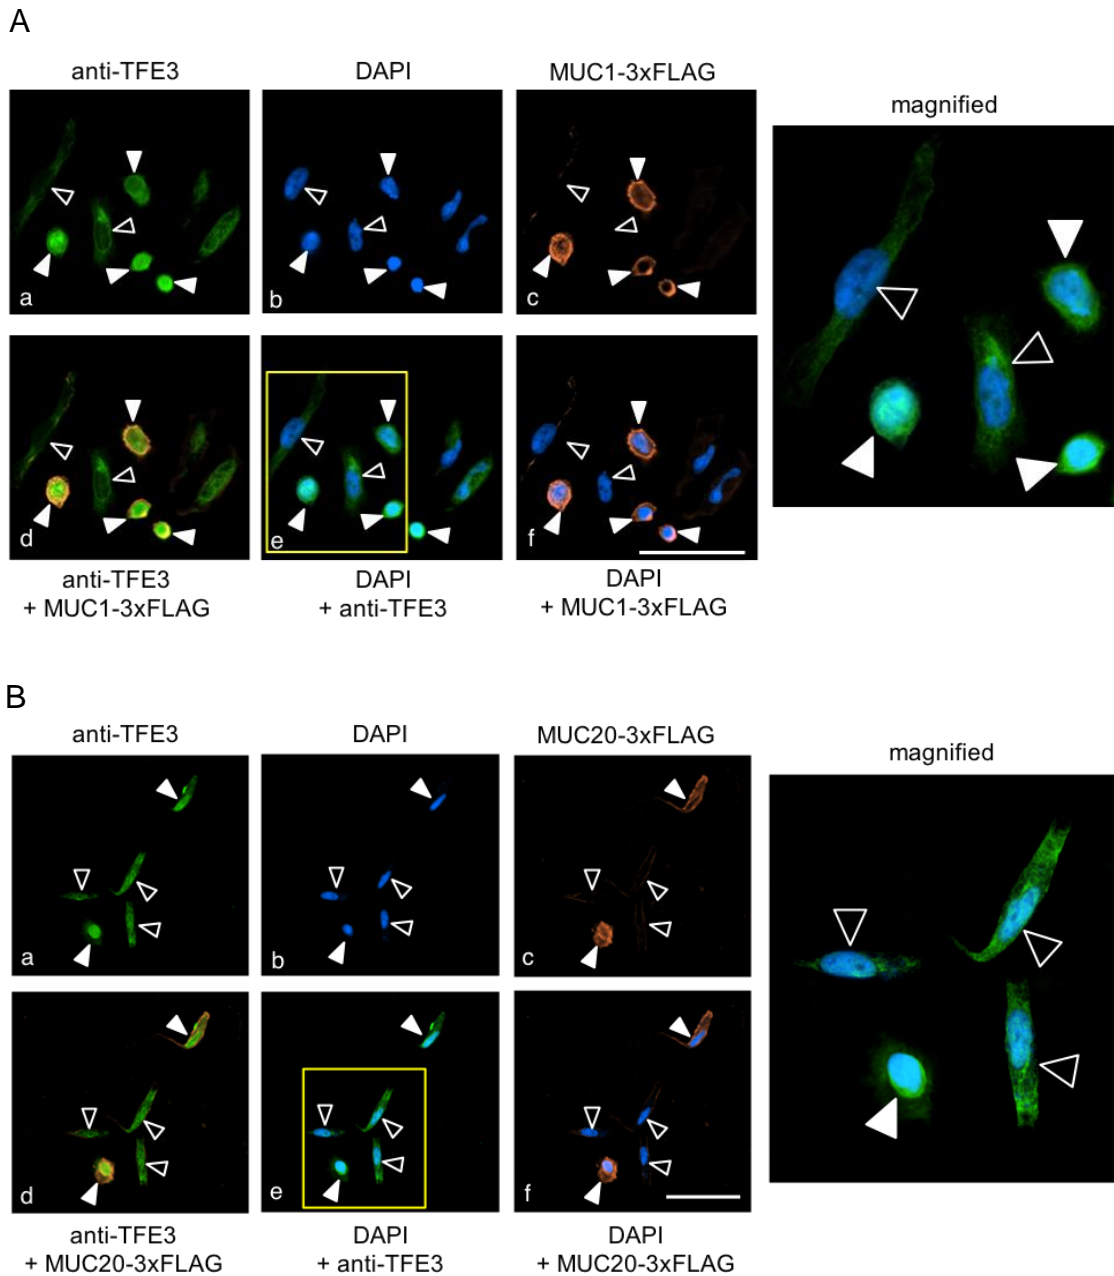 A
anti-TFE3
DAPI
MUC1-3xFLAG
magnified
a
b
c
d
e
f
anti-TFE3
+ MUC1-3xFLAG
DAPI
+ anti-TFE3
DAPI
+ MUC1-3xFLAG
B
anti-TFE3
DAPI
MUC20-3xFLAG
magnified
a
b
c
d
e
f
anti-TFE3
+ MUC20-3xFLAG
DAPI
+ anti-TFE3
DAPI
+ MUC20-3xFLAG